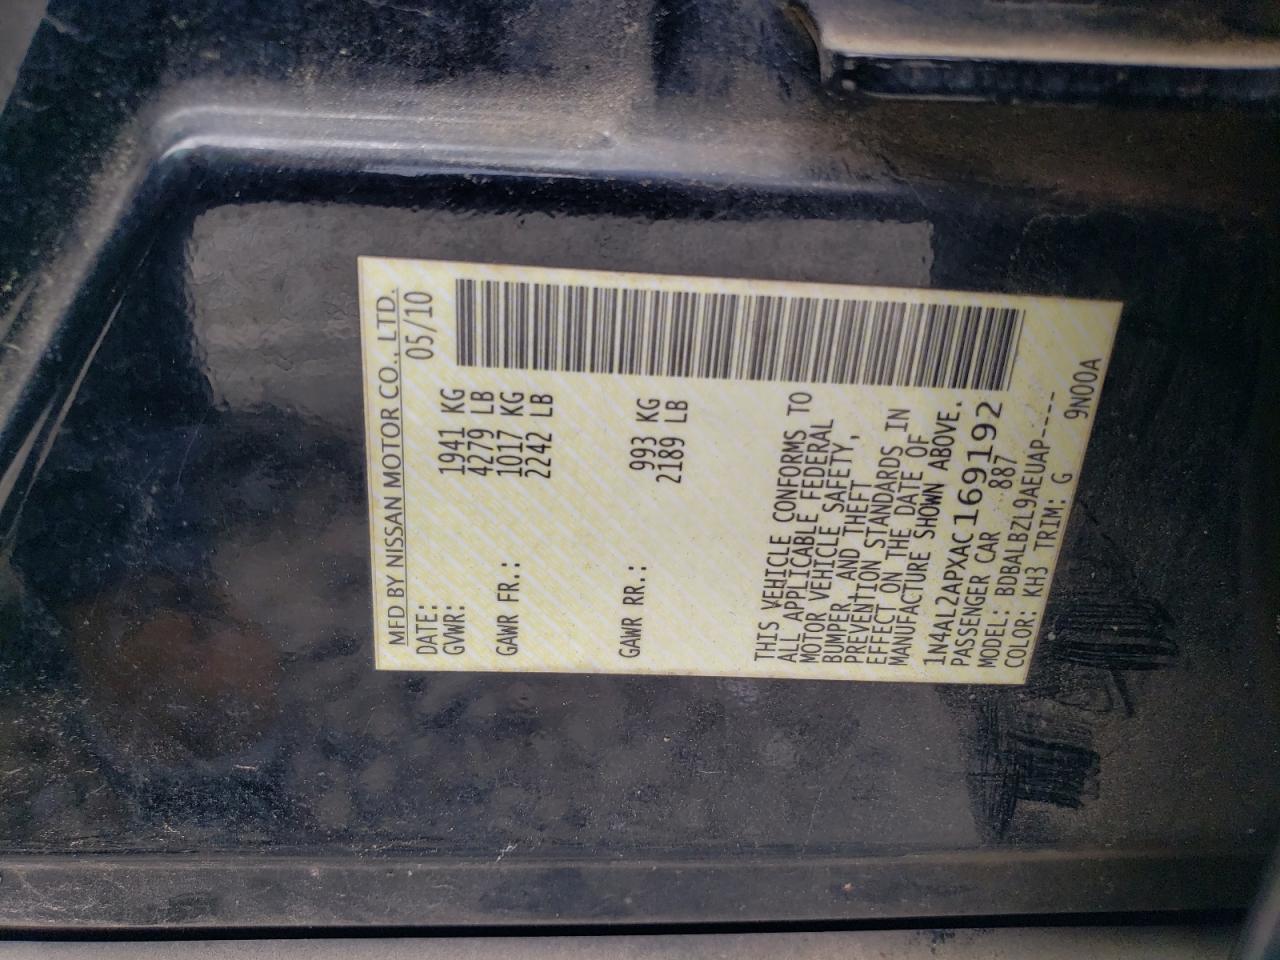 MFD BY NISSAN MOTOR CO., LTD.
DATE: 05/10
GVWR: 1941 KG
4279 LB
GAWR FR.: 1017 KG
2242 LB
GAWR RR.: 993 KG
2189 LB
THIS VEHICLE CONFORMS TO
ALL APPLICABLE FEDERAL
MOTOR VEHICLE SAFETY,
BUMPER, AND THEFT
PREVENTION STANDARDS IN
EFFECT ON THE DATE OF
MANUFACTURE SHOWN ABOVE.
1N4AL2APXAC169192
PASSENGER CAR 887
MODEL: BDBALBZL9AEUAP-----
COLOR: KH3 TRIM: G 9N00A